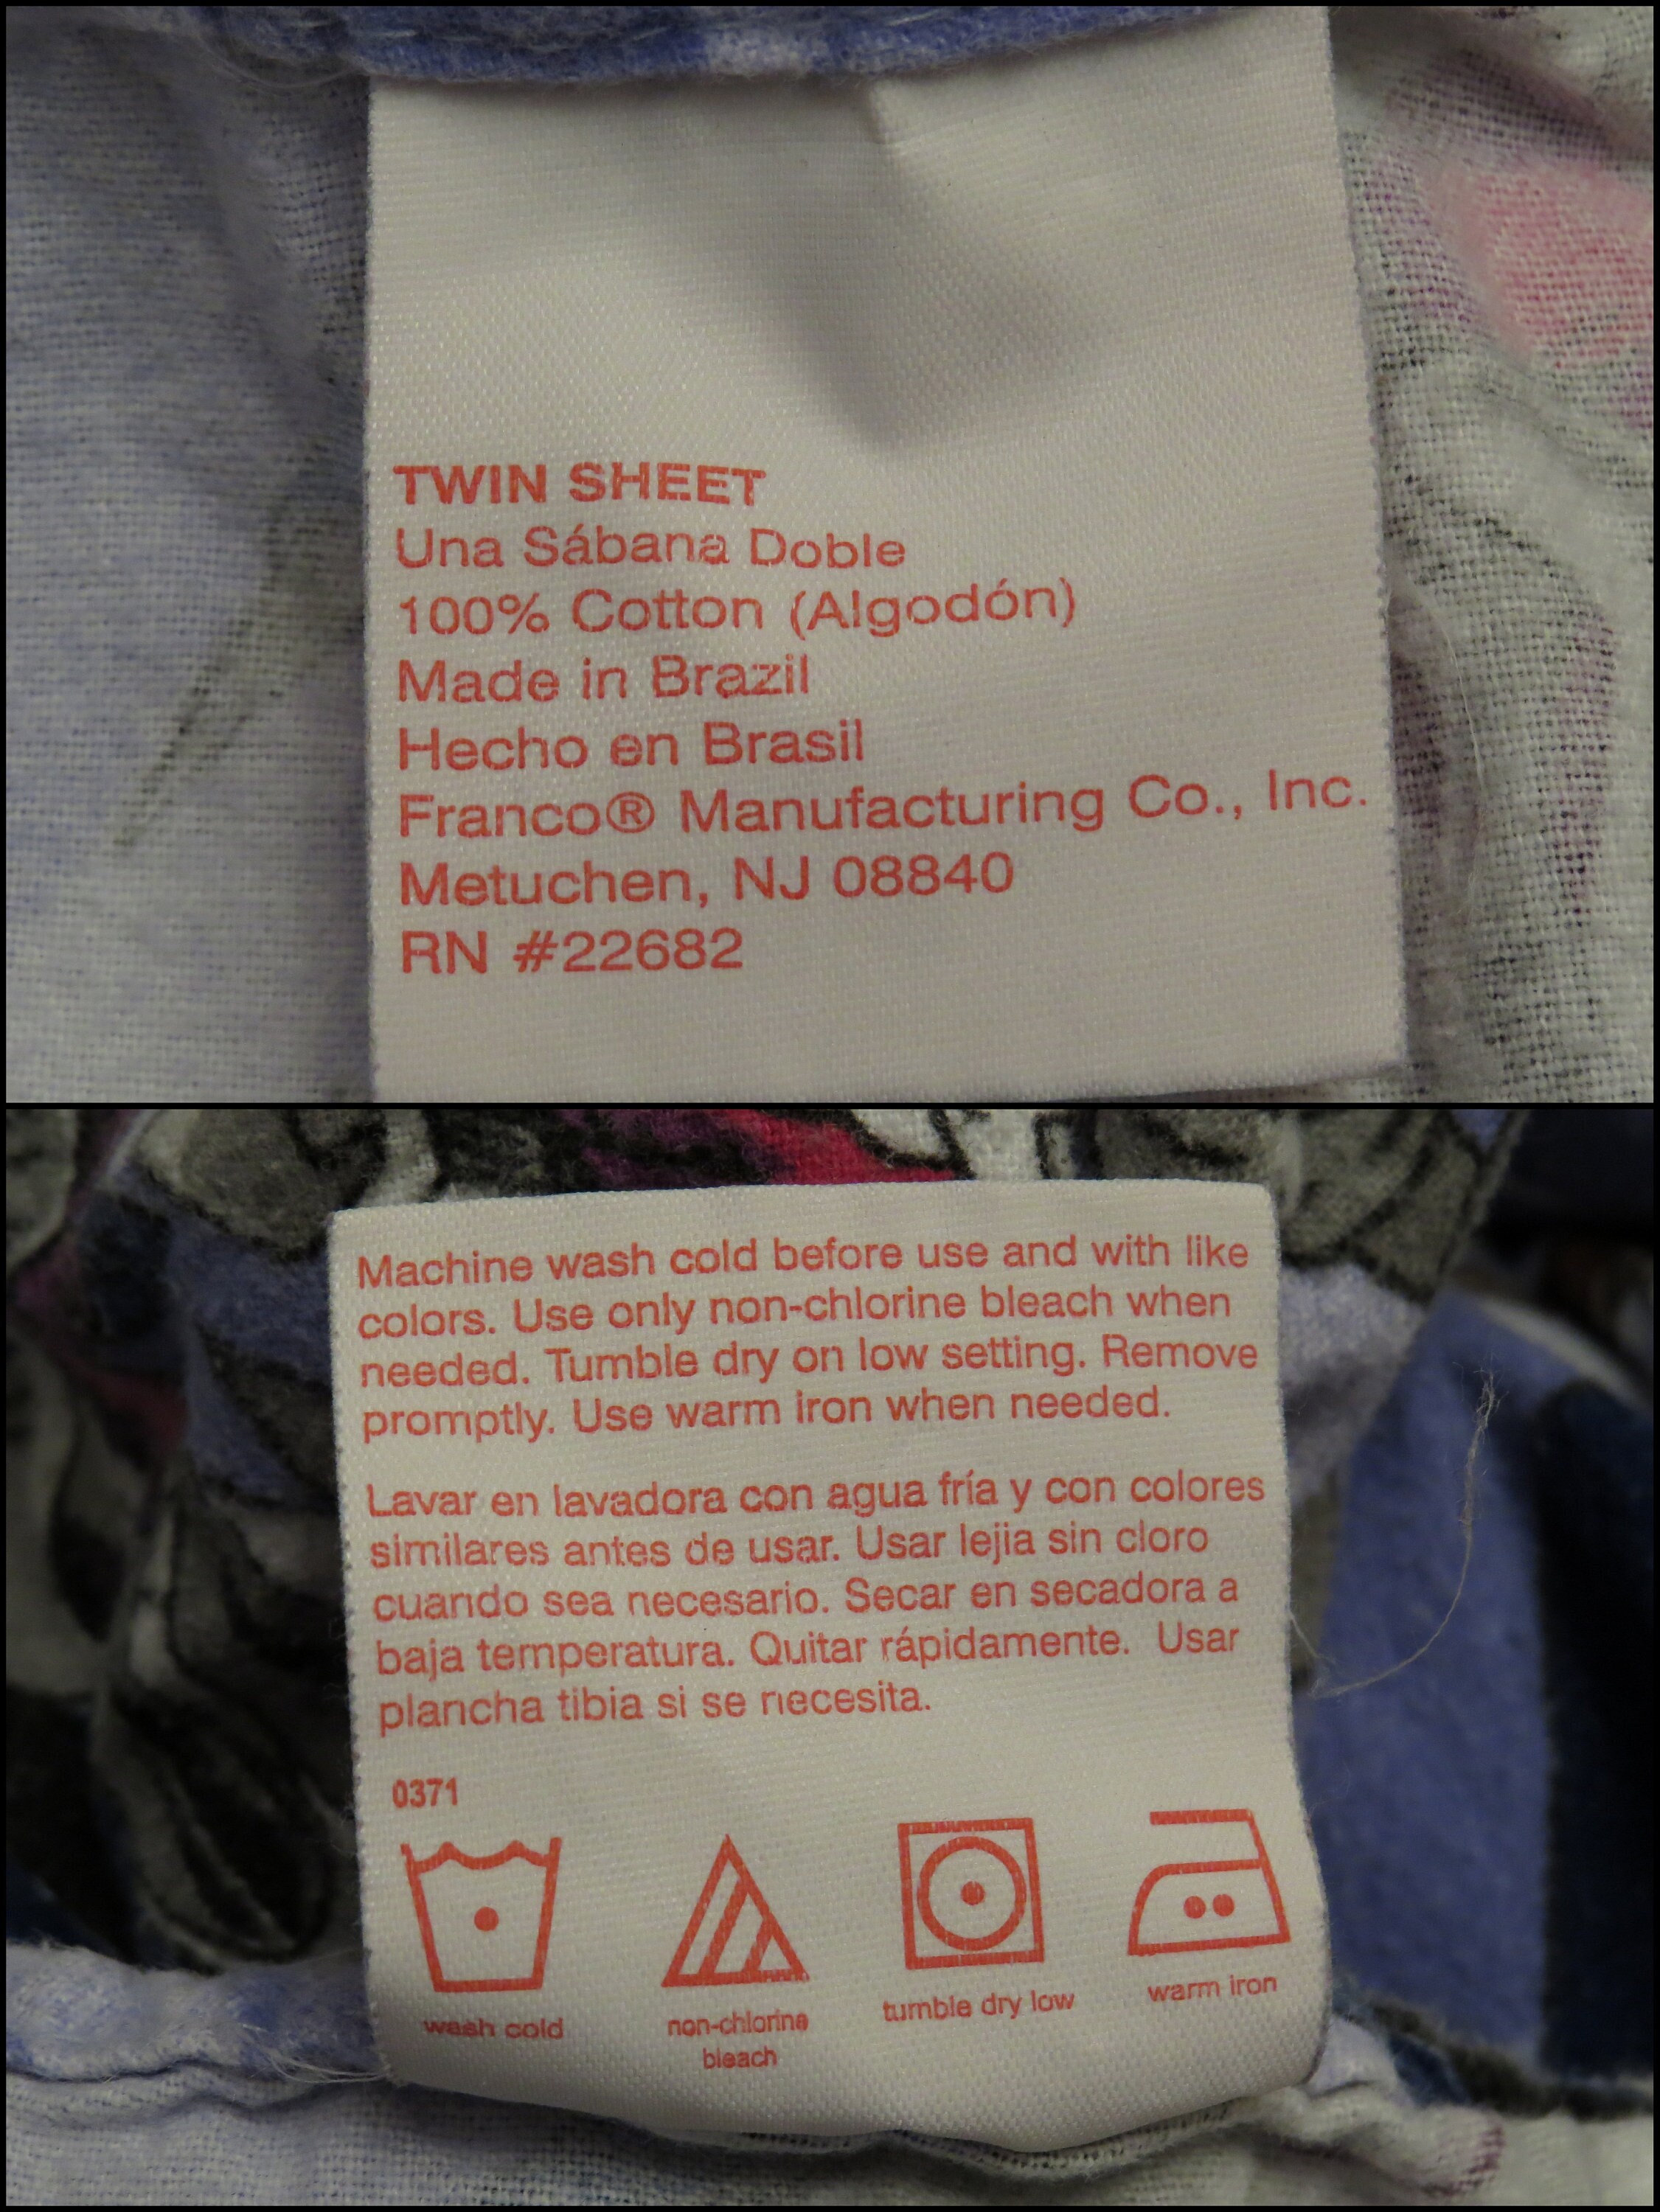 TWIN SHEET
Una Sábana Doble
100% Cotton (Algodón)
Made in Brazil
Hecho en Brasil
Franco® Manufacturing Co., Inc.
Metuchen, NJ 08840
RN #22682
Machine wash cold before use and with like
colors. Use only non-chlorine bleach when
needed. Tumble dry on low setting. Remove
promptly. Use warm iron when needed.
Lavar en lavadora con agua fría y con colores
similares antes de usar. Usar lejia sin cloro
cuando sea necesario. Secar en secadora a
baja temperatura. Quitar rápidamente. Usar
plancha tibia si se necesita.
0371
wash cold
non-chlorine
bleach
tumble dry low
warm iron